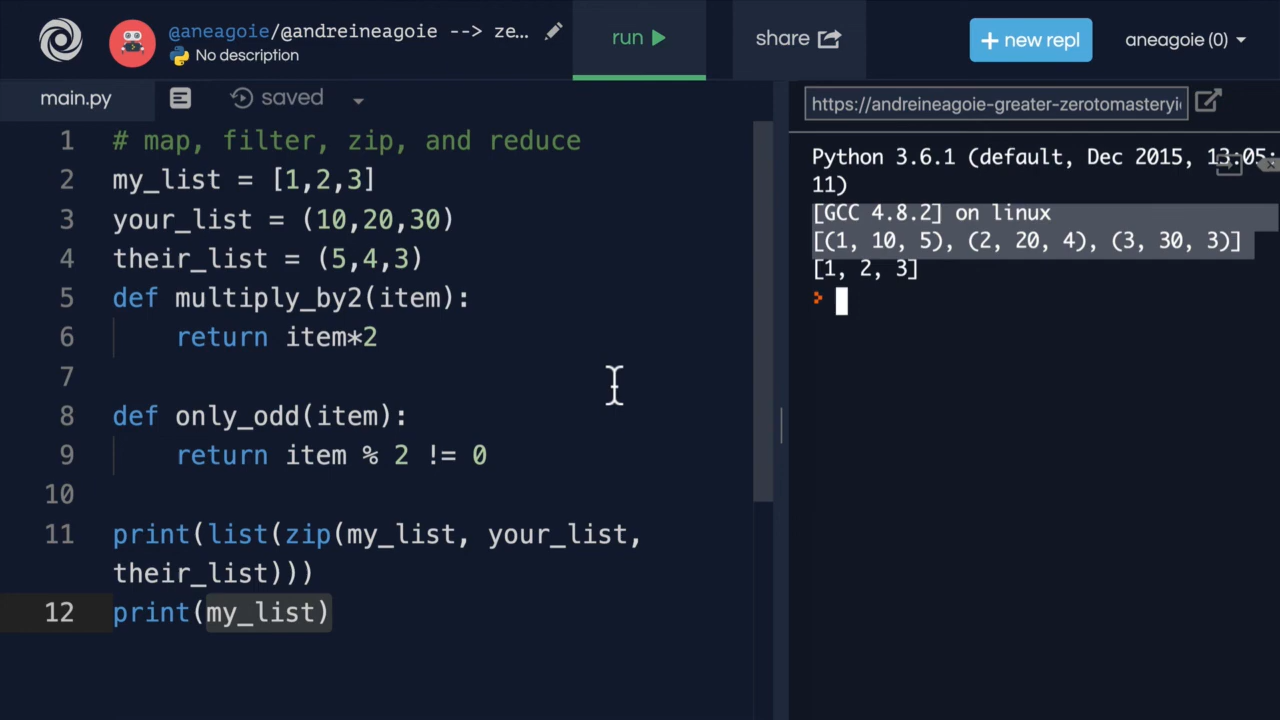 @aneagoie/@andreineagoie --> ze...
No description
run
share
+ new repl
aneagoie (0)
main.py
saved
https://andreineagoie-greater-zerotomasteryi
1 # map, filter, zip, and reduce
2 my_list = [1,2,3]
3 your_list = (10,20,30)
4 their_list = (5,4,3)
5 def multiply_by2(item):
6 return item*2
7
8 def only_odd(item):
9 return item % 2 != 0
10
11 print(list(zip(my_list, your_list,
their_list)))
12 print(my_list)
Python 3.6.1 (default, Dec 2015, 13:05:
11)
[GCC 4.8.2] on linux
[(1, 10, 5), (2, 20, 4), (3, 30, 3)]
[1, 2, 3]